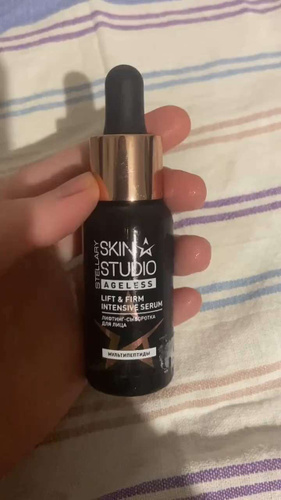 STELLARY
SKIN
STUDIO
AGELESS
LIFT & FIRM
INTENSIVE SERUM
ЛИФТИНГ-СЫВОРОТКА
ДЛЯ ЛИЦА
МУЛЬТИПЕПТИДЫ